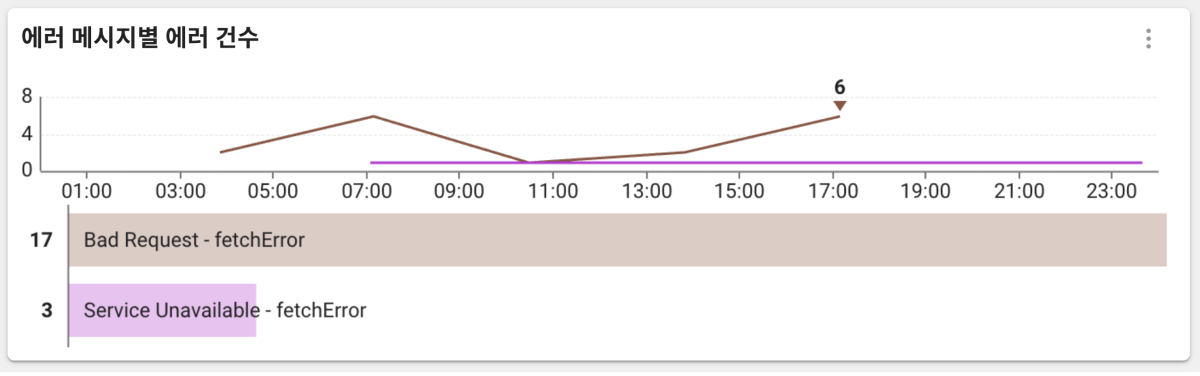 에러 메시지별 에러 건수
6
8
4
0
01:00 03:00 05:00 07:00 09:00 11:00 13:00 15:00 17:00 19:00 21:00 23:00
17 Bad Request - fetchError
3 Service Unavailable - fetchError